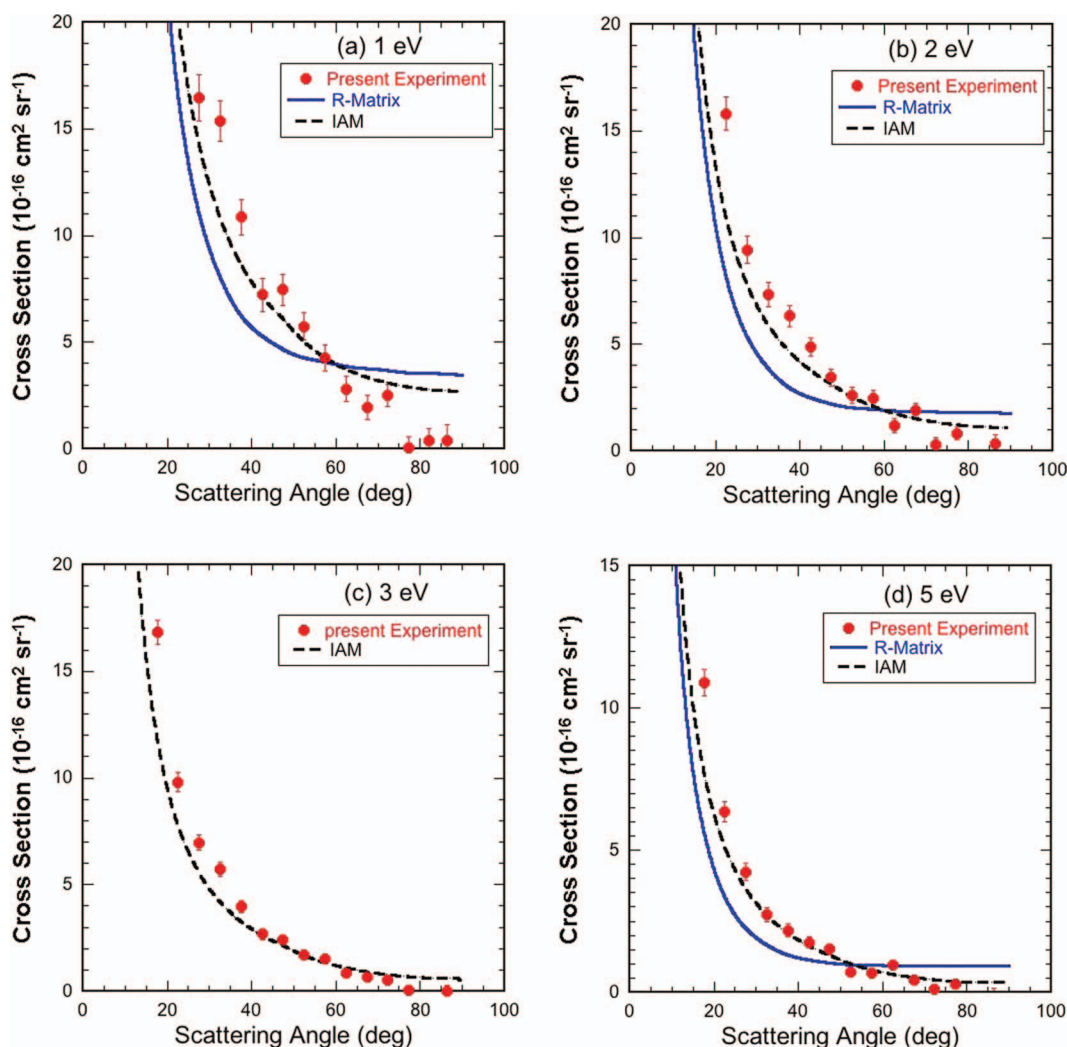 (a) 1 eV
Present Experiment
R-Matrix
IAM
20
15
10
5
0
0 20 40 60 80 100
Cross Section (10⁻¹⁶ cm² sr⁻¹)
Scattering Angle (deg)
(b) 2 eV
Present Experiment
R-Matrix
IAM
20
15
10
5
0
0 20 40 60 80 100
Cross Section (10⁻¹⁶ cm² sr⁻¹)
Scattering Angle (deg)
(c) 3 eV
present Experiment
IAM
20
15
10
5
0
0 20 40 60 80 100
Cross Section (10⁻¹⁶ cm² sr⁻¹)
Scattering Angle (deg)
(d) 5 eV
Present Experiment
R-Matrix
IAM
15
10
5
0
0 20 40 60 80 100
Cross Section (10⁻¹⁶ cm² sr⁻¹)
Scattering Angle (deg)